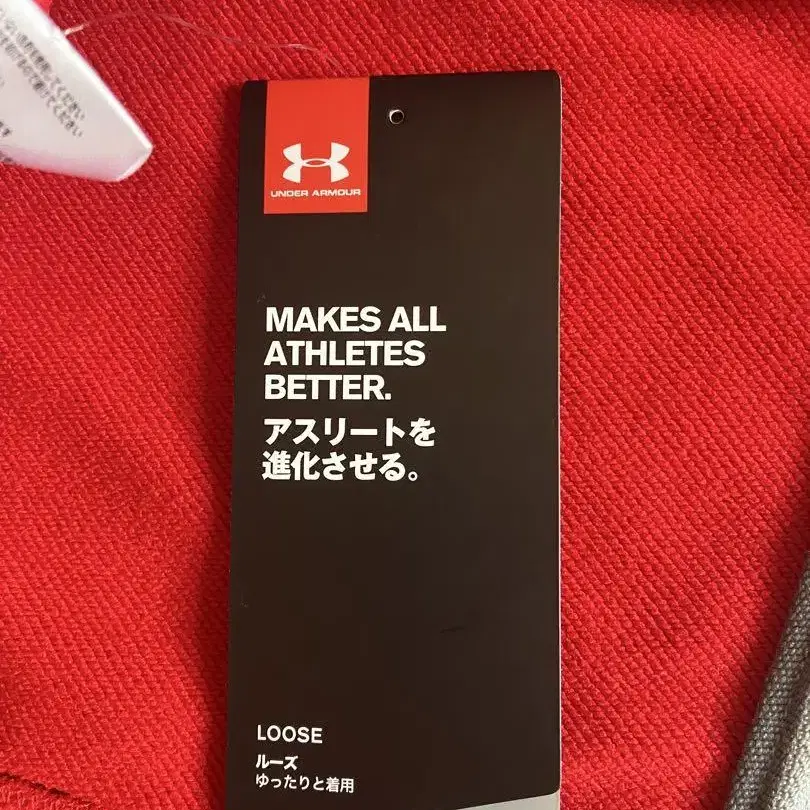 UNDER ARMOUR
MAKES ALL
ATHLETES
BETTER.
アスリートを
進化させる。
LOOSE
ルーズ
ゆったりと着用